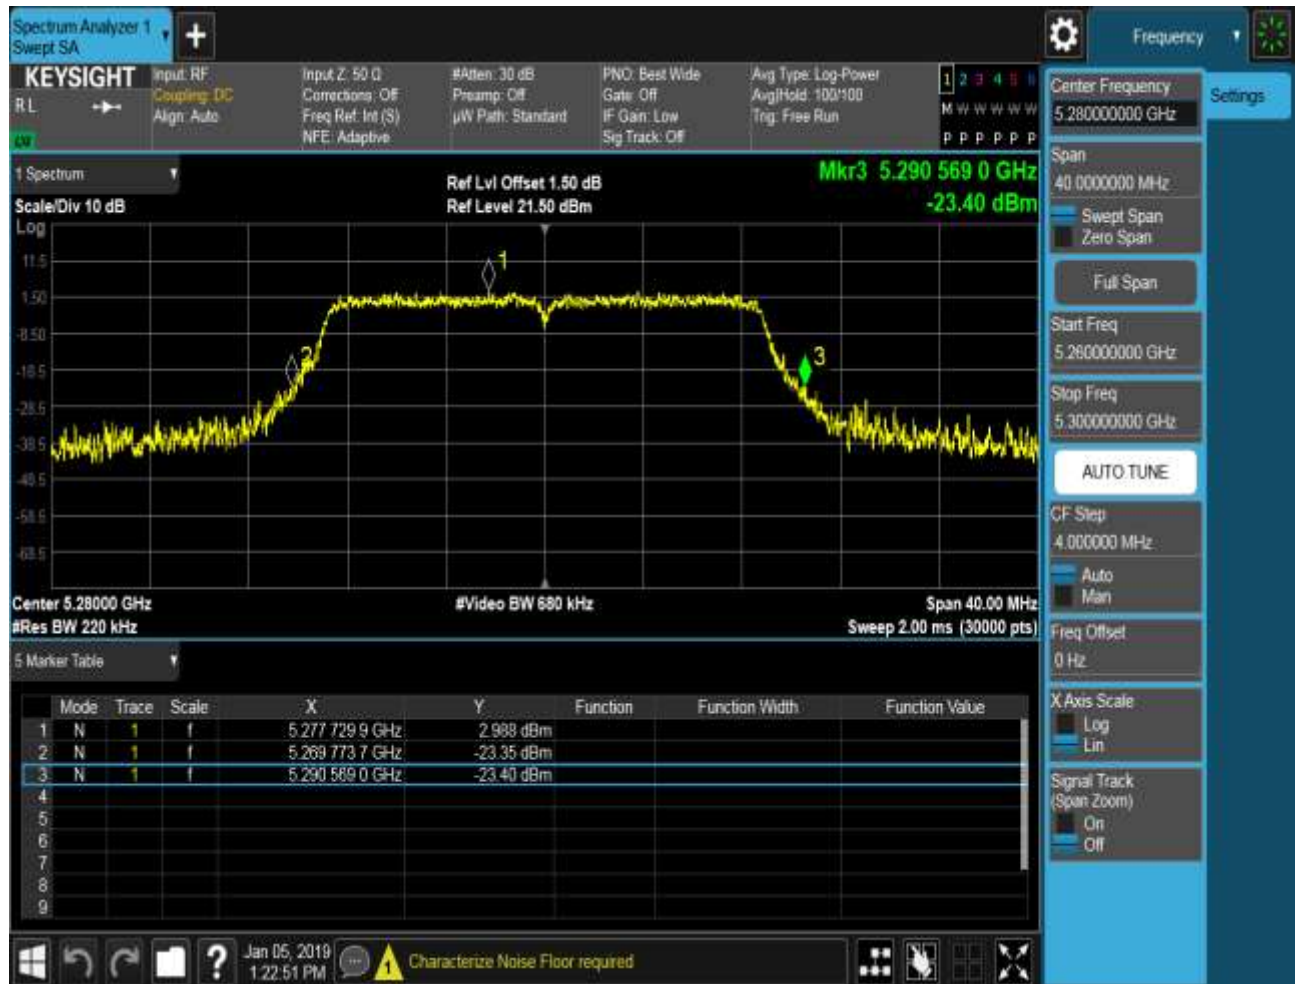 Spectrum Analyzer 1
Swept SA
+
Frequency
KEYSIGHT
R L
Input: RF
Coupling: DC
Align: Auto
Input Z: 50 Ω
Corrections: Off
Freq Ref: Int (S)
NFE: Adaptive
#Atten: 30 dB
Preamp: Off
µW Path: Standard
PNO: Best Wide
Gate: Off
IF Gain: Low
Sig Track: Off
Avg Type: Log-Power
Avg|Hold: 100/100
Trig: Free Run
1 2 3 4 5 6
M W W W W W
P P P P P P
1 Spectrum
Scale/Div 10 dB
Log
Ref Lvl Offset 1.50 dB
Ref Level 21.50 dBm
Mkr3 5.290 569 0 GHz
-23.40 dBm
11.5
1.50
-8.50
-18.5
-28.5
-38.5
-48.5
-58.5
-68.5
1
2
3
Center 5.28000 GHz
#Res BW 220 kHz
#Video BW 680 kHz
Span 40.00 MHz
Sweep 2.00 ms (30000 pts)
5 Marker Table
Mode Trace Scale X Y Function Function Width Function Value
1 N 1 f 5.277 729 9 GHz 2.988 dBm
2 N 1 f 5.269 773 7 GHz -23.35 dBm
3 N 1 f 5.290 569 0 GHz -23.40 dBm
4
5
6
7
8
9
Center Frequency
5.280000000 GHz
Settings
Span
40.0000000 MHz
Swept Span
Zero Span
Full Span
Start Freq
5.260000000 GHz
Stop Freq
5.300000000 GHz
AUTO TUNE
CF Step
4.000000 MHz
Auto
Man
Freq Offset
0 Hz
X Axis Scale
Log
Lin
Signal Track
(Span Zoom)
On
Off
?
Jan 05, 2019
1:22:51 PM
1
Characterize Noise Floor required